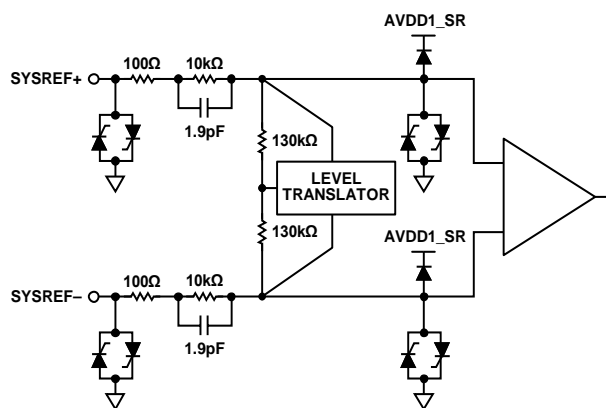 AVDD1_SR
100Ω
10kΩ
SYSREF+
1.9pF
130kΩ
LEVEL
TRANSLATOR
130kΩ
AVDD1_SR
100Ω
10kΩ
SYSREF–
1.9pF